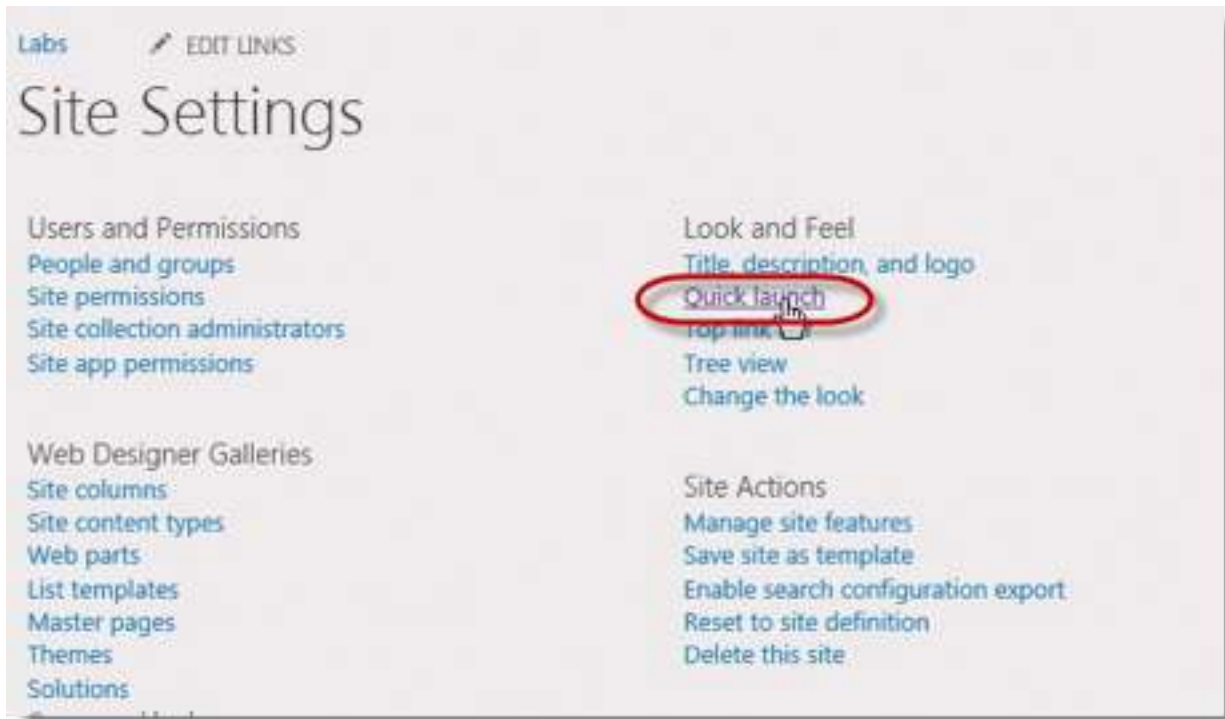 Labs EDIT LINKS
Site Settings
Users and Permissions
People and groups
Site permissions
Site collection administrators
Site app permissions
Web Designer Galleries
Site columns
Site content types
Web parts
List templates
Master pages
Themes
Solutions
Look and Feel
Title, description, and logo
Quick launch
Top link
Tree view
Change the look
Site Actions
Manage site features
Save site as template
Enable search configuration export
Reset to site definition
Delete this site